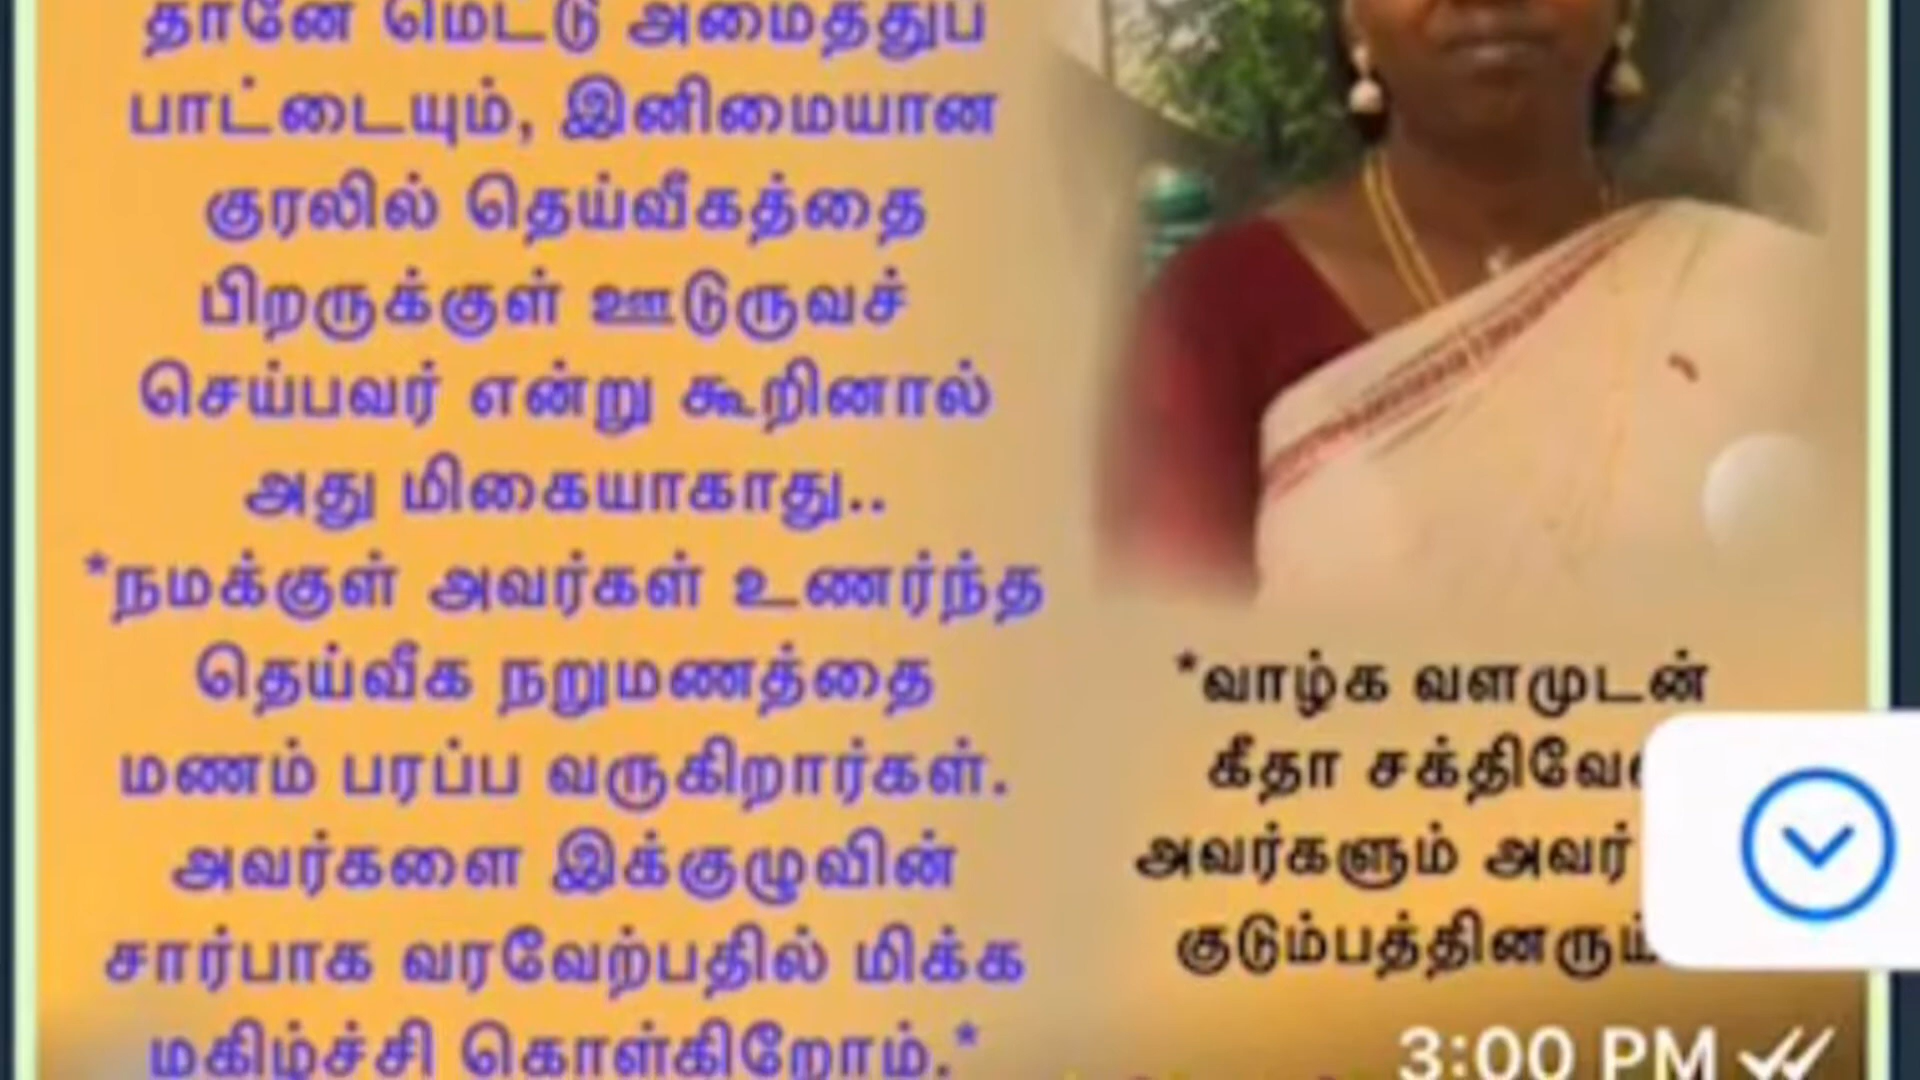 தானே மெட்டு அமைத்துப்
பாட்டையும், இனிமையான
குரலில் தெய்வீகத்தை
பிறருக்குள் ஊடுருவச்
செய்பவர் என்று கூறினால்
அது மிகையாகாது..
*நமக்குள் அவர்கள் உணர்ந்த
தெய்வீக நறுமணத்தை
மணம் பரப்ப வருகிறார்கள்.
அவர்களை இக்குழுவின்
சார்பாக வரவேற்பதில் மிக்க
மகிழ்ச்சி கொள்கிறோம்.*
*வாழ்க வளமுடன்
கீதா
அவர்களும் அவர்
குடும்பத்தினரும்
3:00 PM